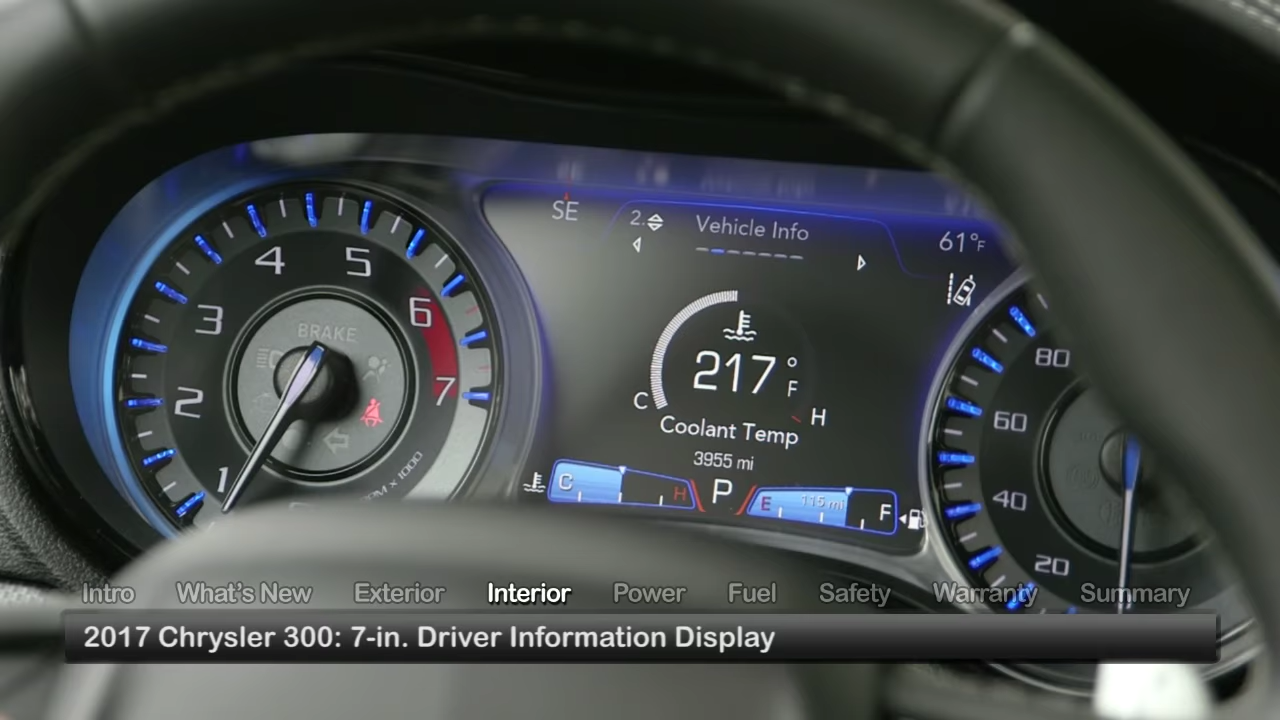 SE
2.
Vehicle Info
61°F
217°F
C
H
Coolant Temp
3955 mi
C
H
P
E
115 mi
F
BRAKE
1
2
3
4
5
6
7
80
60
40
20
Intro What's New Exterior Interior Power Fuel Safety Warranty Summary
2017 Chrysler 300: 7-in. Driver Information Display